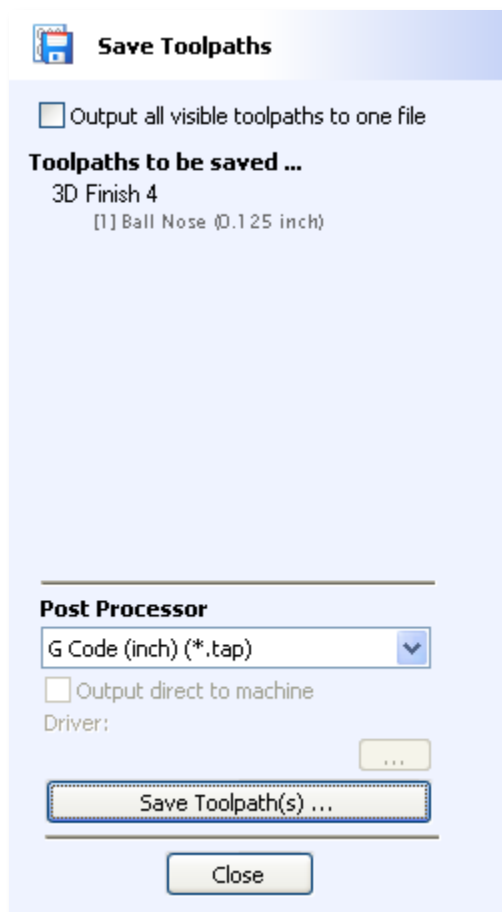 Save Toolpaths
Output all visible toolpaths to one file
Toolpaths to be saved ...
3D Finish 4
[1] Ball Nose (0.125 inch)
Post Processor
G Code (inch) (*.tap)
Output direct to machine
Driver:
...
Save Toolpath(s) ...
Close